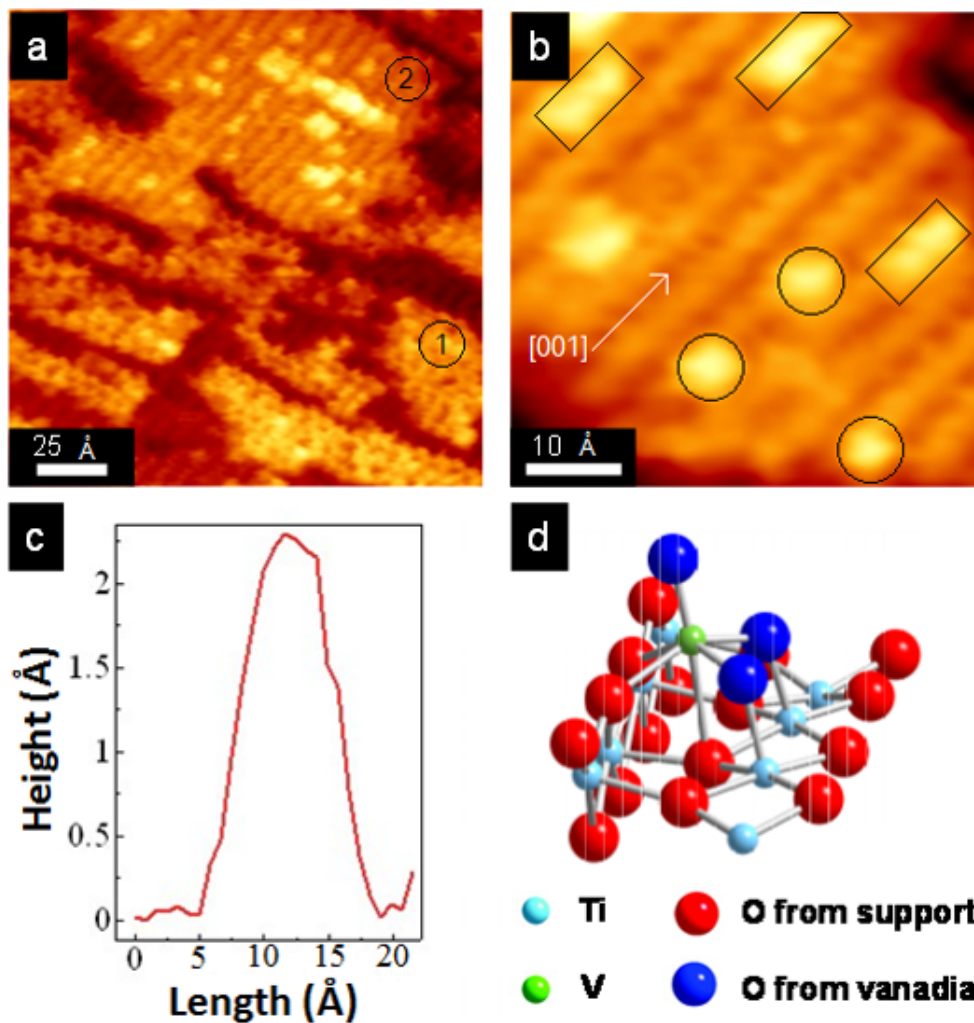 a
2
1
25 Å
b
[001]
10 Å
c
Height (Å)
2
1.5
1
0.5
0
0 5 10 15 20
Length (Å)
d
Ti O from support
V O from vanadia